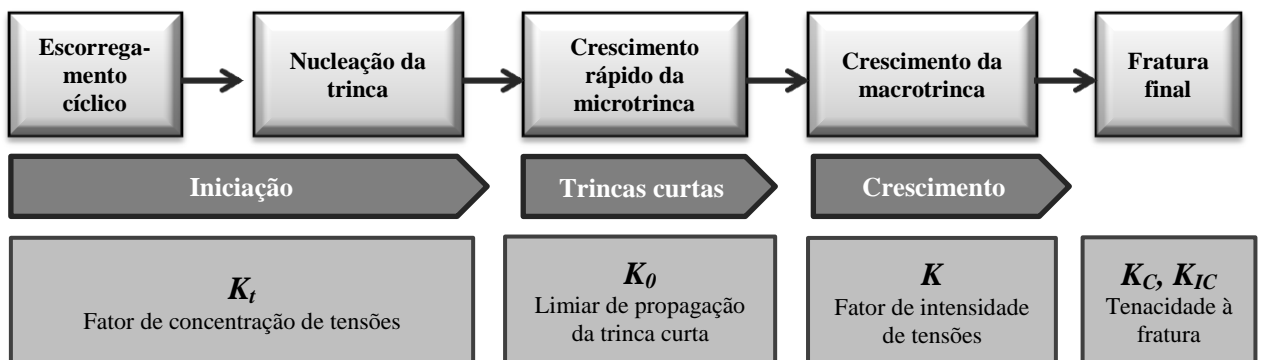 Escorrega-
mento
cíclico
Nucleação da
trinca
Crescimento
rápido da
microtrinca
Crescimento da
macrotrinca
Fratura
final
Iniciação
Trincas curtas
Crescimento
Kt
Fator de concentração de tensões
K0
Limiar de propagação
da trinca curta
K
Fator de intensidade
de tensões
KC, KIC
Tenacidade à
fratura